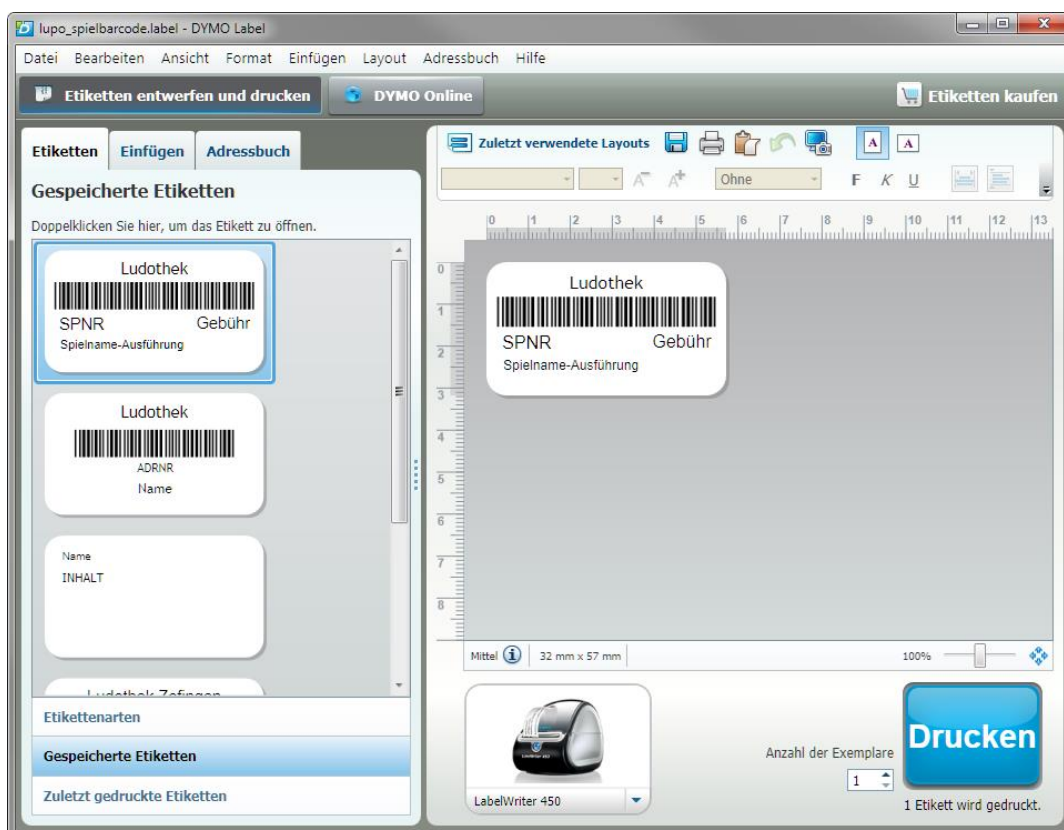 lupo_spielbarcode.label - DYMO Label
Datei Bearbeiten Ansicht Format Einfügen Layout Adressbuch Hilfe
Etiketten entwerfen und drucken DYMO Online Etiketten kaufen
Etiketten Einfügen Adressbuch
Gespeicherte Etiketten
Doppelklicken Sie hier, um das Etikett zu öffnen.
Ludothek
SPNR Gebühr
Spielname-Ausführung
Ludothek
ADRNR
Name
Name
INHALT
Ludothek Zofingen
Etikettenarten
Gespeicherte Etiketten
Zuletzt gedruckte Etiketten
Zuletzt verwendete Layouts A A
A A Ohne F K U
0 1 2 3 4 5 6 7 8 9 10 11 12 13
0
1
2
3
4
5
6
7
8
Ludothek
SPNR Gebühr
Spielname-Ausführung
Mittel 32 mm x 57 mm 100%
LabelWriter 450
Anzahl der Exemplare
1
Drucken
1 Etikett wird gedruckt.